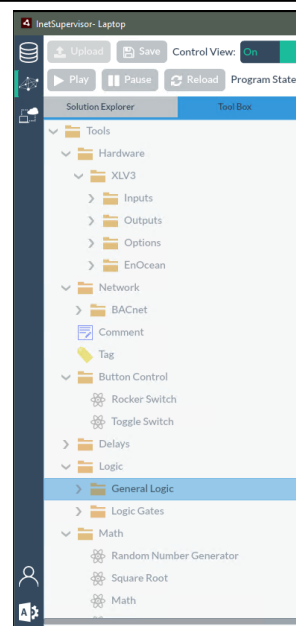 InetSupervisor- Laptop
Upload Save Control View: On
Play Pause Reload Program State
Solution Explorer Tool Box
Tools
Hardware
XLV3
Inputs
Outputs
Options
EnOcean
Network
BACnet
Comment
Tag
Button Control
Rocker Switch
Toggle Switch
Delays
Logic
General Logic
Logic Gates
Math
Random Number Generator
Square Root
Math